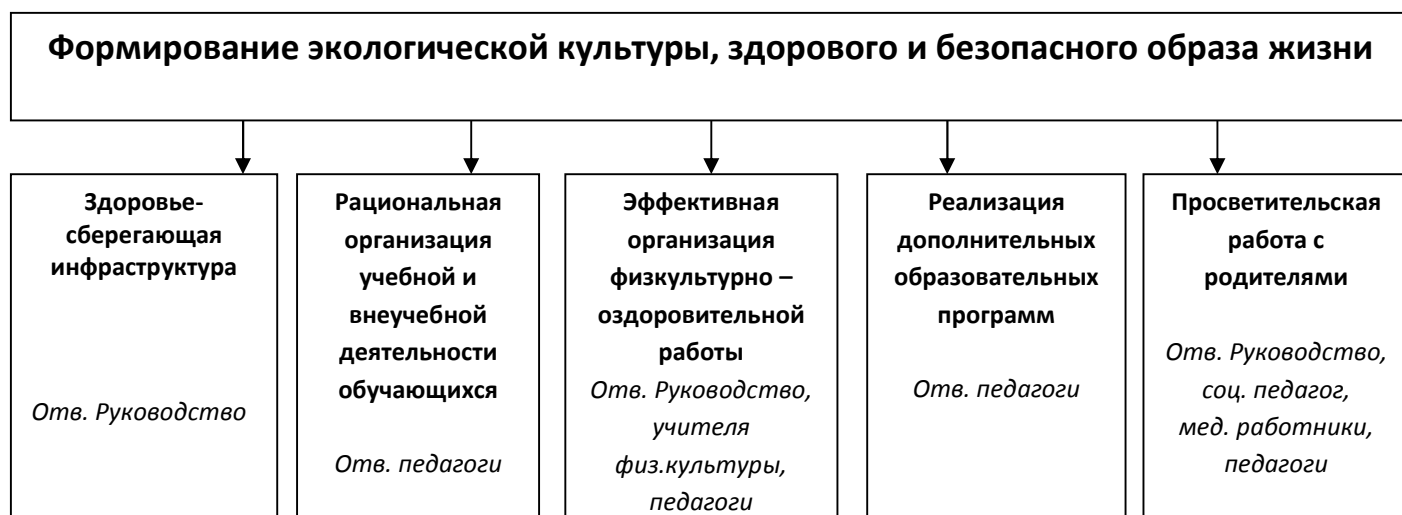 Формирование экологической культуры, здорового и безопасного образа жизни
Здоровье-
сберегающая
инфраструктура
Отв. Руководство
Рациональная
организация
учебной и
внеучебной
деятельности
обучающихся
Отв. педагоги
Эффективная
организация
физкультурно –
оздоровительной
работы
Отв. Руководство,
учителя
физ.культуры,
педагоги
Реализация
дополнительных
образовательных
программ
Отв. педагоги
Просветительская
работа с
родителями
Отв. Руководство,
соц. педагог,
мед. работники,
педагоги